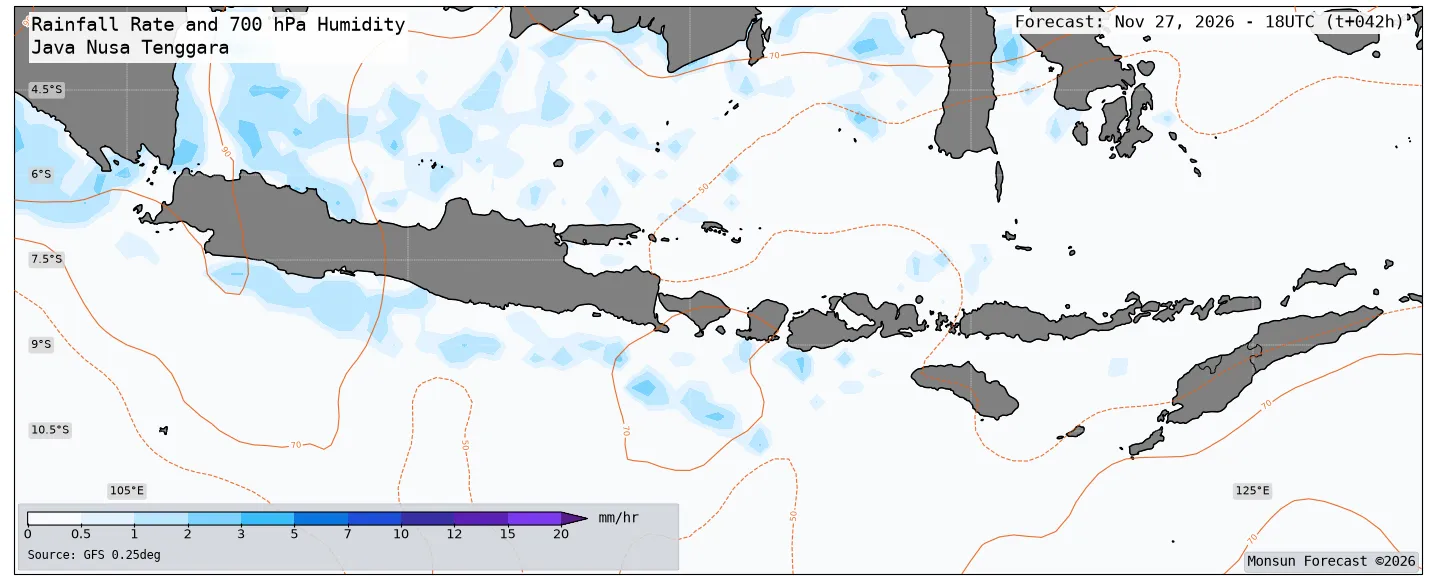 Rainfall Rate and 700 hPa Humidity
Java Nusa Tenggara
Forecast: Nov 27, 2026 - 18UTC (t+042h)
70
70
4.5°S
90
6°S
50
7.5°S
9°S
70
10.5°S
70
70
50
105°E
125°E
50
70
0 0.5 1 2 3 5 7 10 12 15 20
mm/hr
Source: GFS 0.25deg
Monsun Forecast ©2026